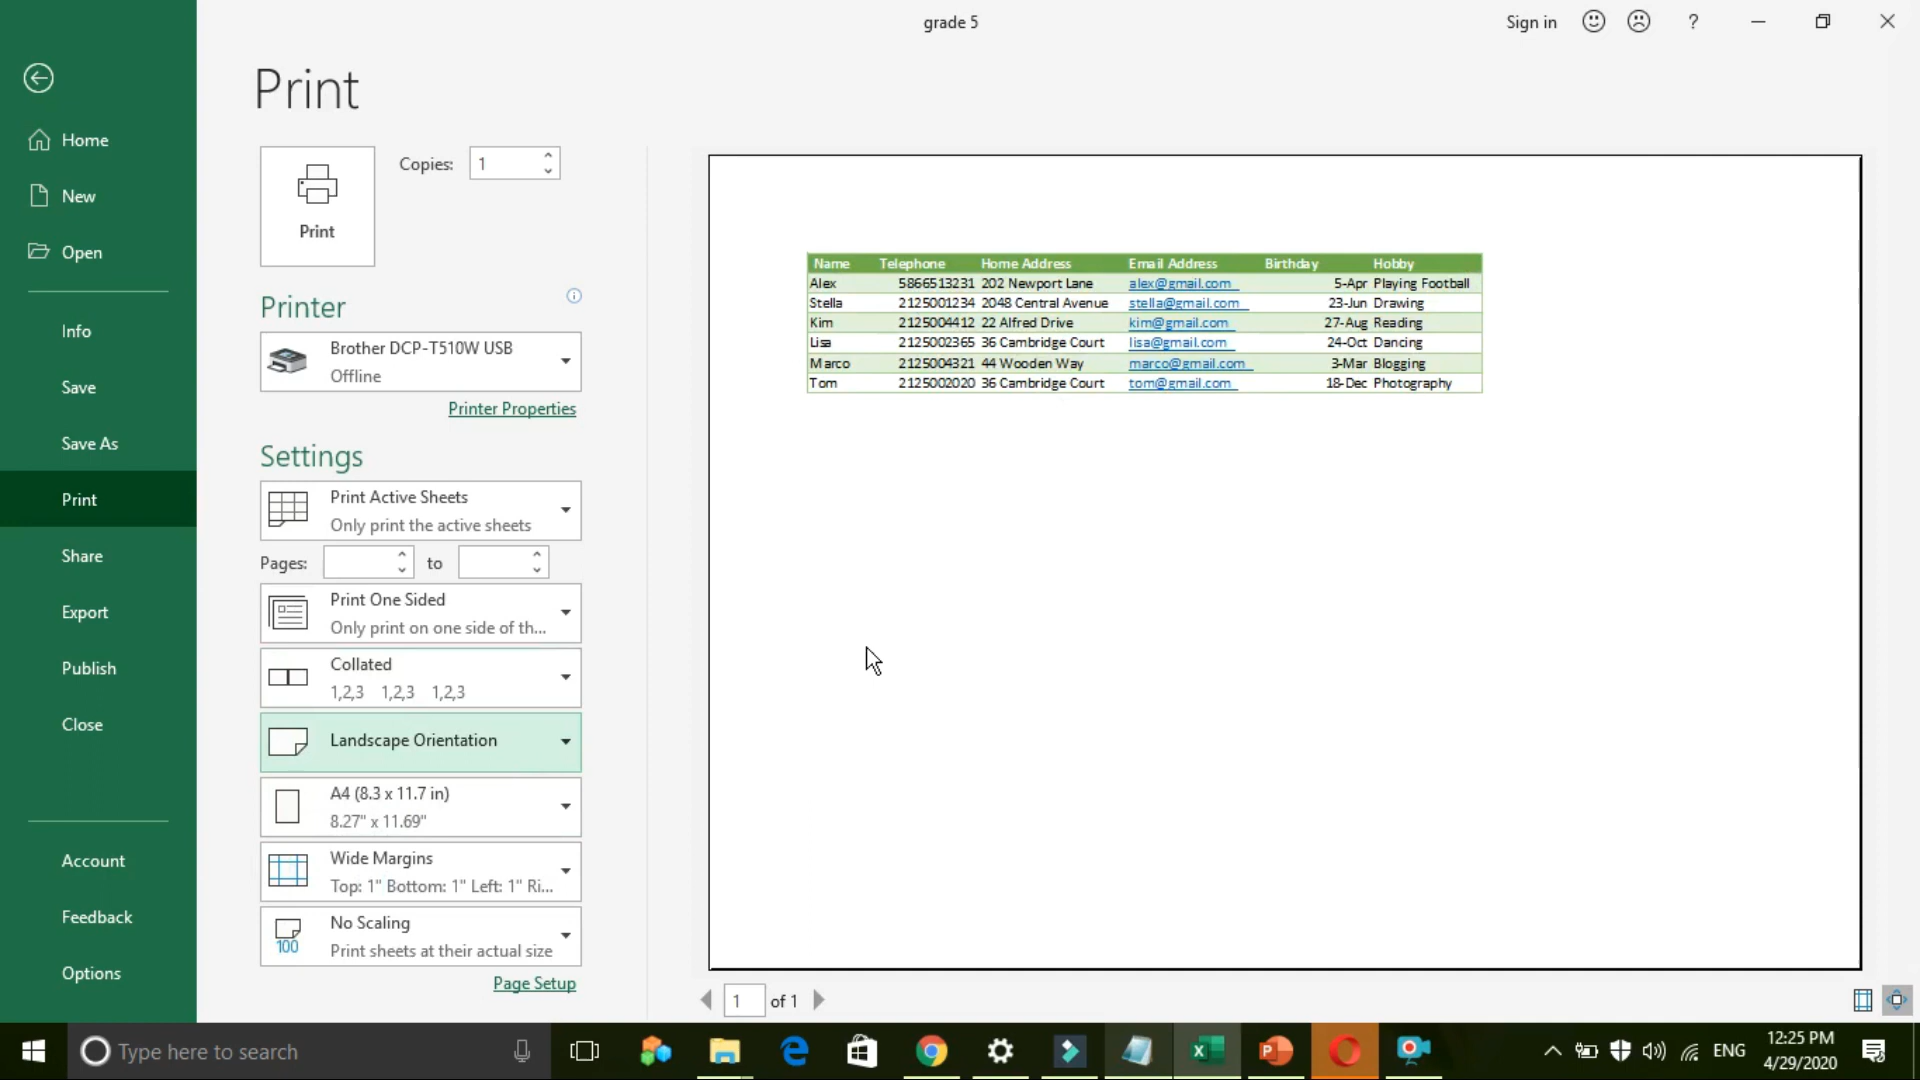 grade 5
Sign in
?
Print
Home
New
Open
Info
Save
Save As
Print
Share
Export
Publish
Close
Account
Feedback
Options
Print
Copies: 1
Printer
Brother DCP-T510W USB
Offline
Printer Properties
Settings
Print Active Sheets
Only print the active sheets
Pages: to
Print One Sided
Only print on one side of th...
Collated
1,2,3 1,2,3 1,2,3
Landscape Orientation
A4 (8.3 x 11.7 in)
8.27" x 11.69"
Wide Margins
Top: 1" Bottom: 1" Left: 1" Ri...
No Scaling
100
Print sheets at their actual size
Page Setup
Name Telephone Home Address Email Address Birthday Hobby
Alex 5866513231 202 Newport Lane alex@gmail.com 5-Apr Playing Football
Stella 2125001234 2048 Central Avenue stella@gmail.com 23-Jun Drawing
Kim 2125004412 22 Alfred Drive kim@gmail.com 27-Aug Reading
Lisa 2125002365 36 Cambridge Court lisa@gmail.com 24-Oct Dancing
Marco 2125004321 44 Wooden Way marco@gmail.com 3-Mar Blogging
Tom 2125002020 36 Cambridge Court tom@gmail.com 18-Dec Photography
1 of 1
Type here to search
ENG
12:25 PM
4/29/2020